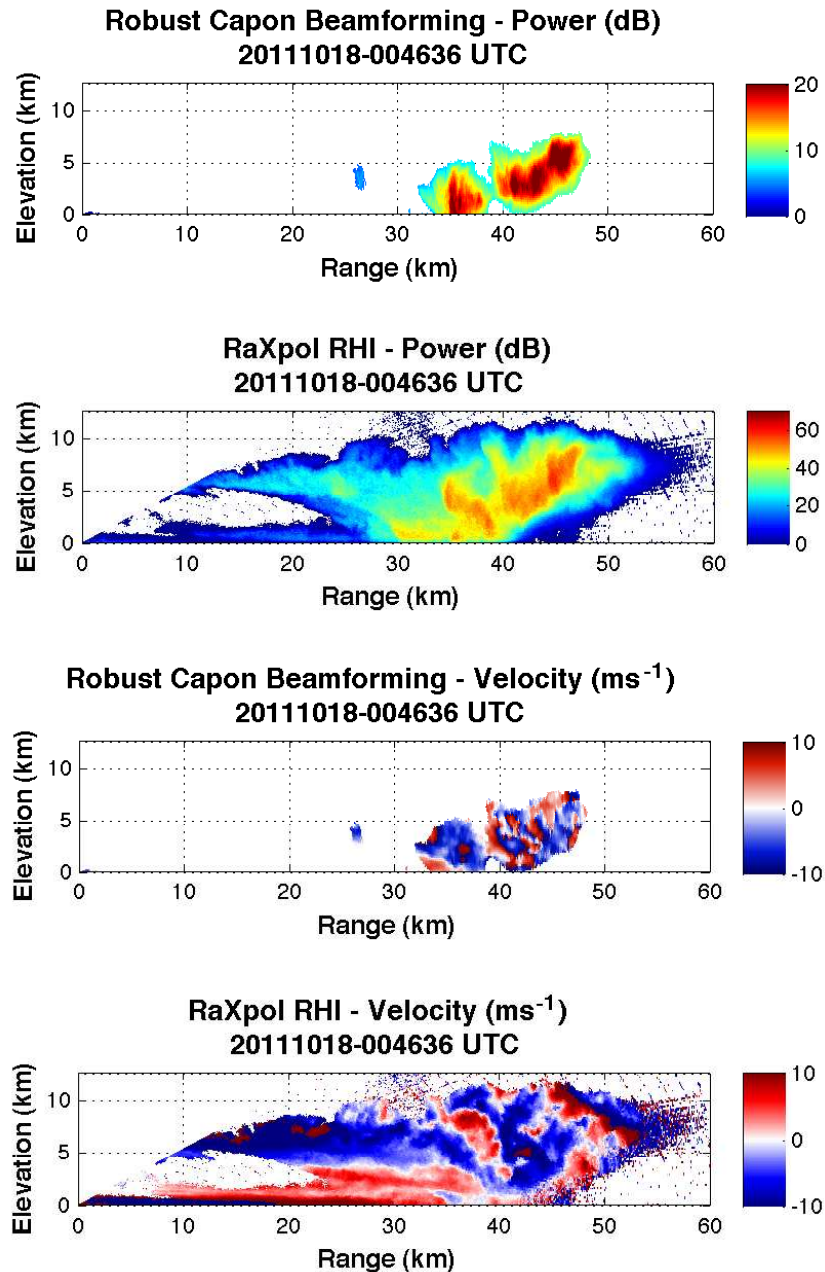 Robust Capon Beamforming - Power (dB)
20111018-004636 UTC
Elevation (km)
10
5
0
0 10 20 30 40 50 60
Range (km)
20
10
0
RaXpol RHI - Power (dB)
20111018-004636 UTC
Elevation (km)
10
5
0
0 10 20 30 40 50 60
Range (km)
60
40
20
0
Robust Capon Beamforming - Velocity (ms⁻¹)
20111018-004636 UTC
Elevation (km)
10
5
0
0 10 20 30 40 50 60
Range (km)
10
0
-10
RaXpol RHI - Velocity (ms⁻¹)
20111018-004636 UTC
Elevation (km)
10
5
0
0 10 20 30 40 50 60
Range (km)
10
0
-10